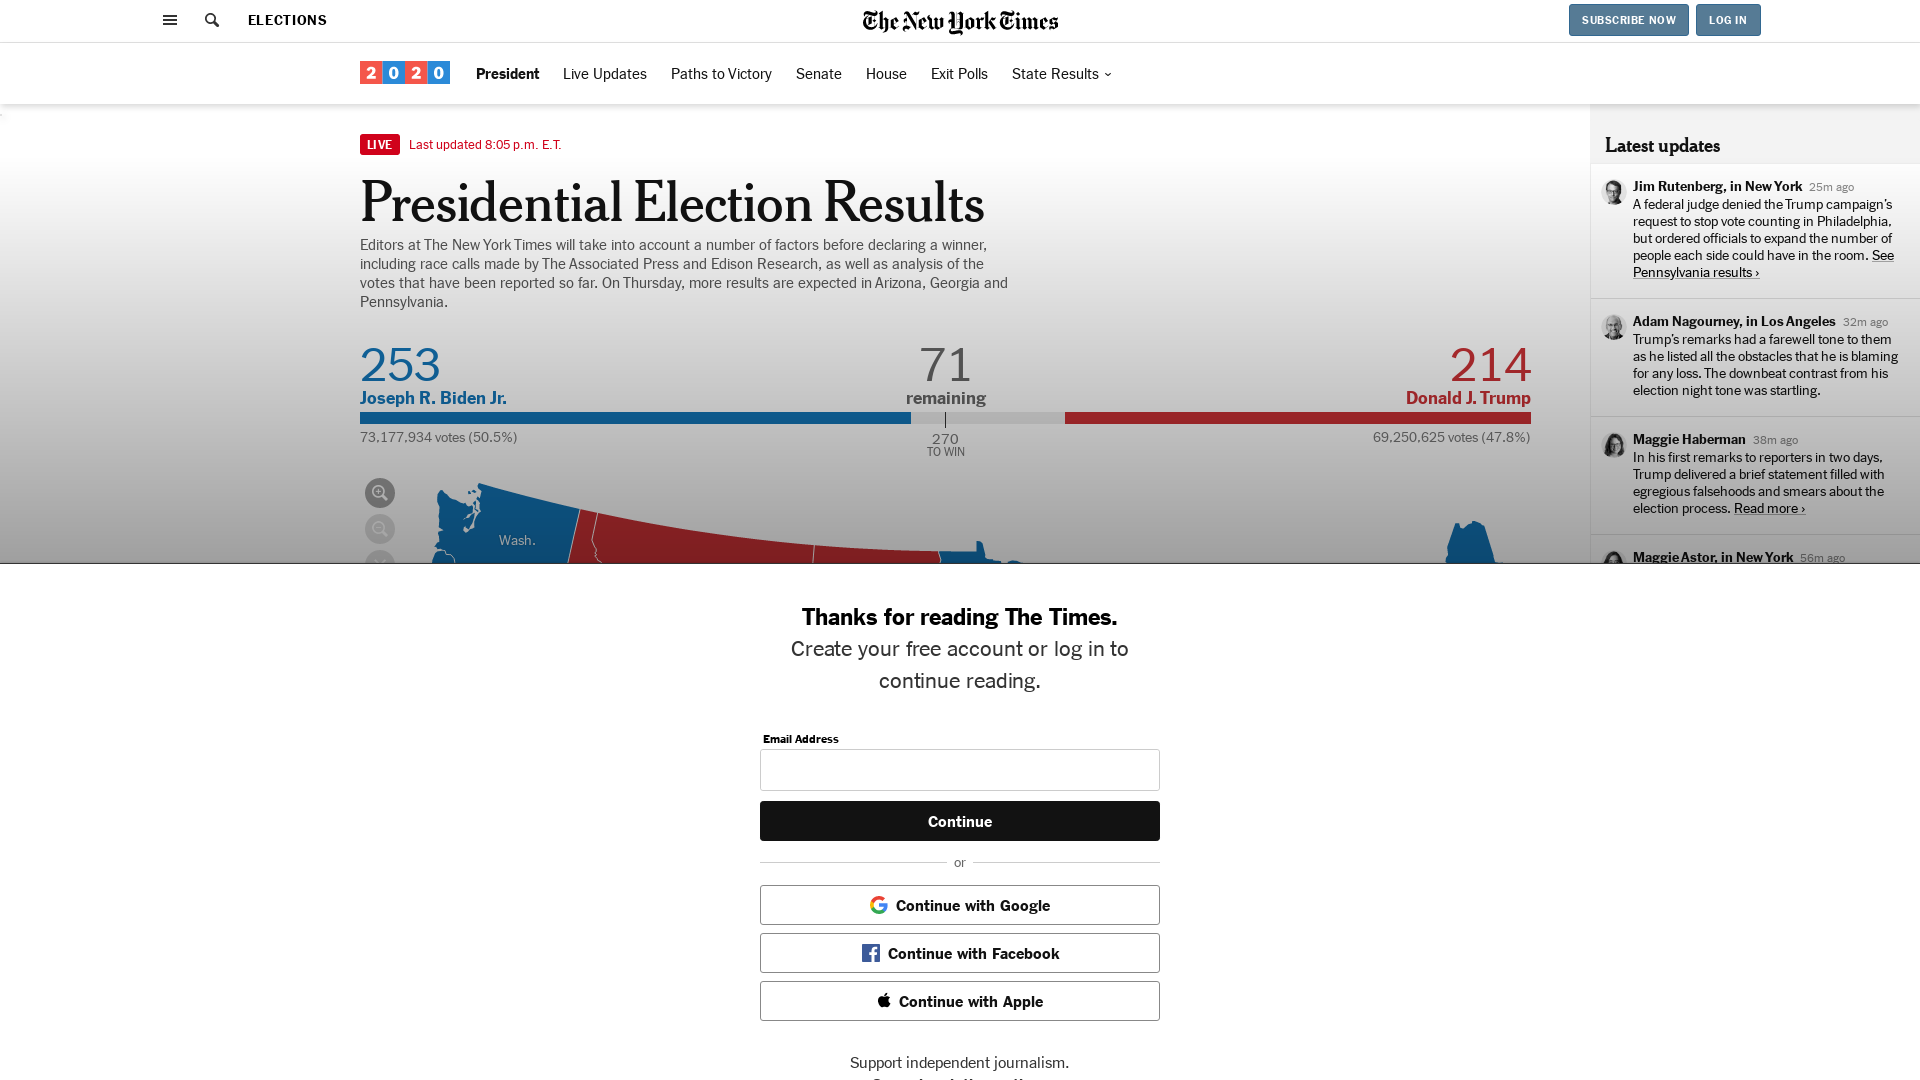 ELECTIONS
The New York Times
SUBSCRIBE NOW
LOG IN
2020
President
Live Updates
Paths to Victory
Senate
House
Exit Polls
State Results
LIVE
Last updated 8:05 p.m. E.T.
Presidential Election Results
Editors at The New York Times will take into account a number of factors before declaring a winner,
including race calls made by The Associated Press and Edison Research, as well as analysis of the
votes that have been reported so far. On Thursday, more results are expected in Arizona, Georgia and
Pennsylvania.
253
71
214
Joseph R. Biden Jr.
remaining
Donald J. Trump
73,177,934 votes (50.5%)
270
TO WIN
69,250,625 votes (47.8%)
Wash.
Latest updates
Jim Rutenberg, in New York 25m ago
A federal judge denied the Trump campaign’s
request to stop vote counting in Philadelphia,
but ordered officials to expand the number of
people each side could have in the room. See
Pennsylvania results ›
Adam Nagourney, in Los Angeles 32m ago
Trump’s remarks had a farewell tone to them
as he listed all the obstacles that he is blaming
for any loss. The downbeat contrast from his
election night tone was startling.
Maggie Haberman 38m ago
In his first remarks to reporters in two days,
Trump delivered a brief statement filled with
egregious falsehoods and smears about the
election process. Read more ›
Maggie Astor, in New York 56m ago
Thanks for reading The Times.
Create your free account or log in to
continue reading.
Email Address
Continue
or
Continue with Google
Continue with Facebook
Continue with Apple
Support independent journalism.